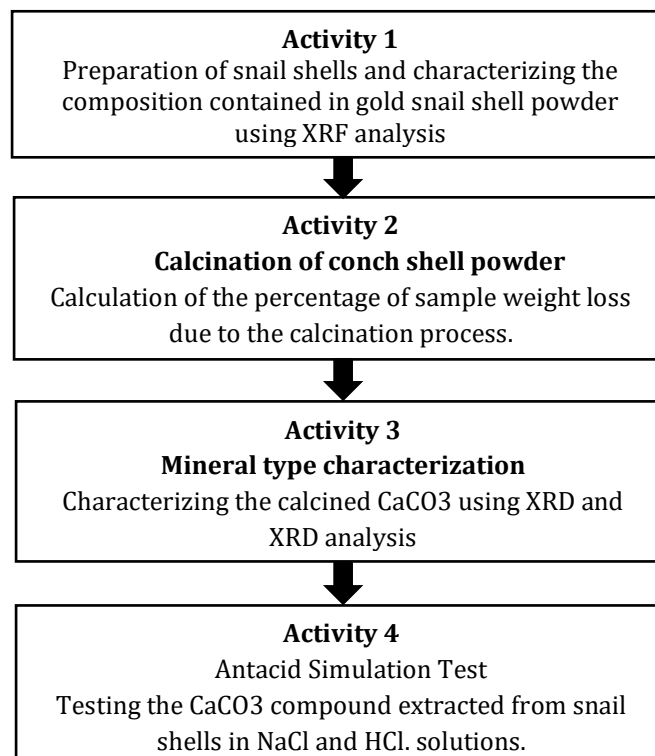 Activity 1
Preparation of snail shells and characterizing the
composition contained in gold snail shell powder
using XRF analysis
Activity 2
Calcination of conch shell powder
Calculation of the percentage of sample weight loss
due to the calcination process.
Activity 3
Mineral type characterization
Characterizing the calcined CaCO3 using XRD and
XRD analysis
Activity 4
Antacid Simulation Test
Testing the CaCO3 compound extracted from snail
shells in NaCl and HCl. solutions.